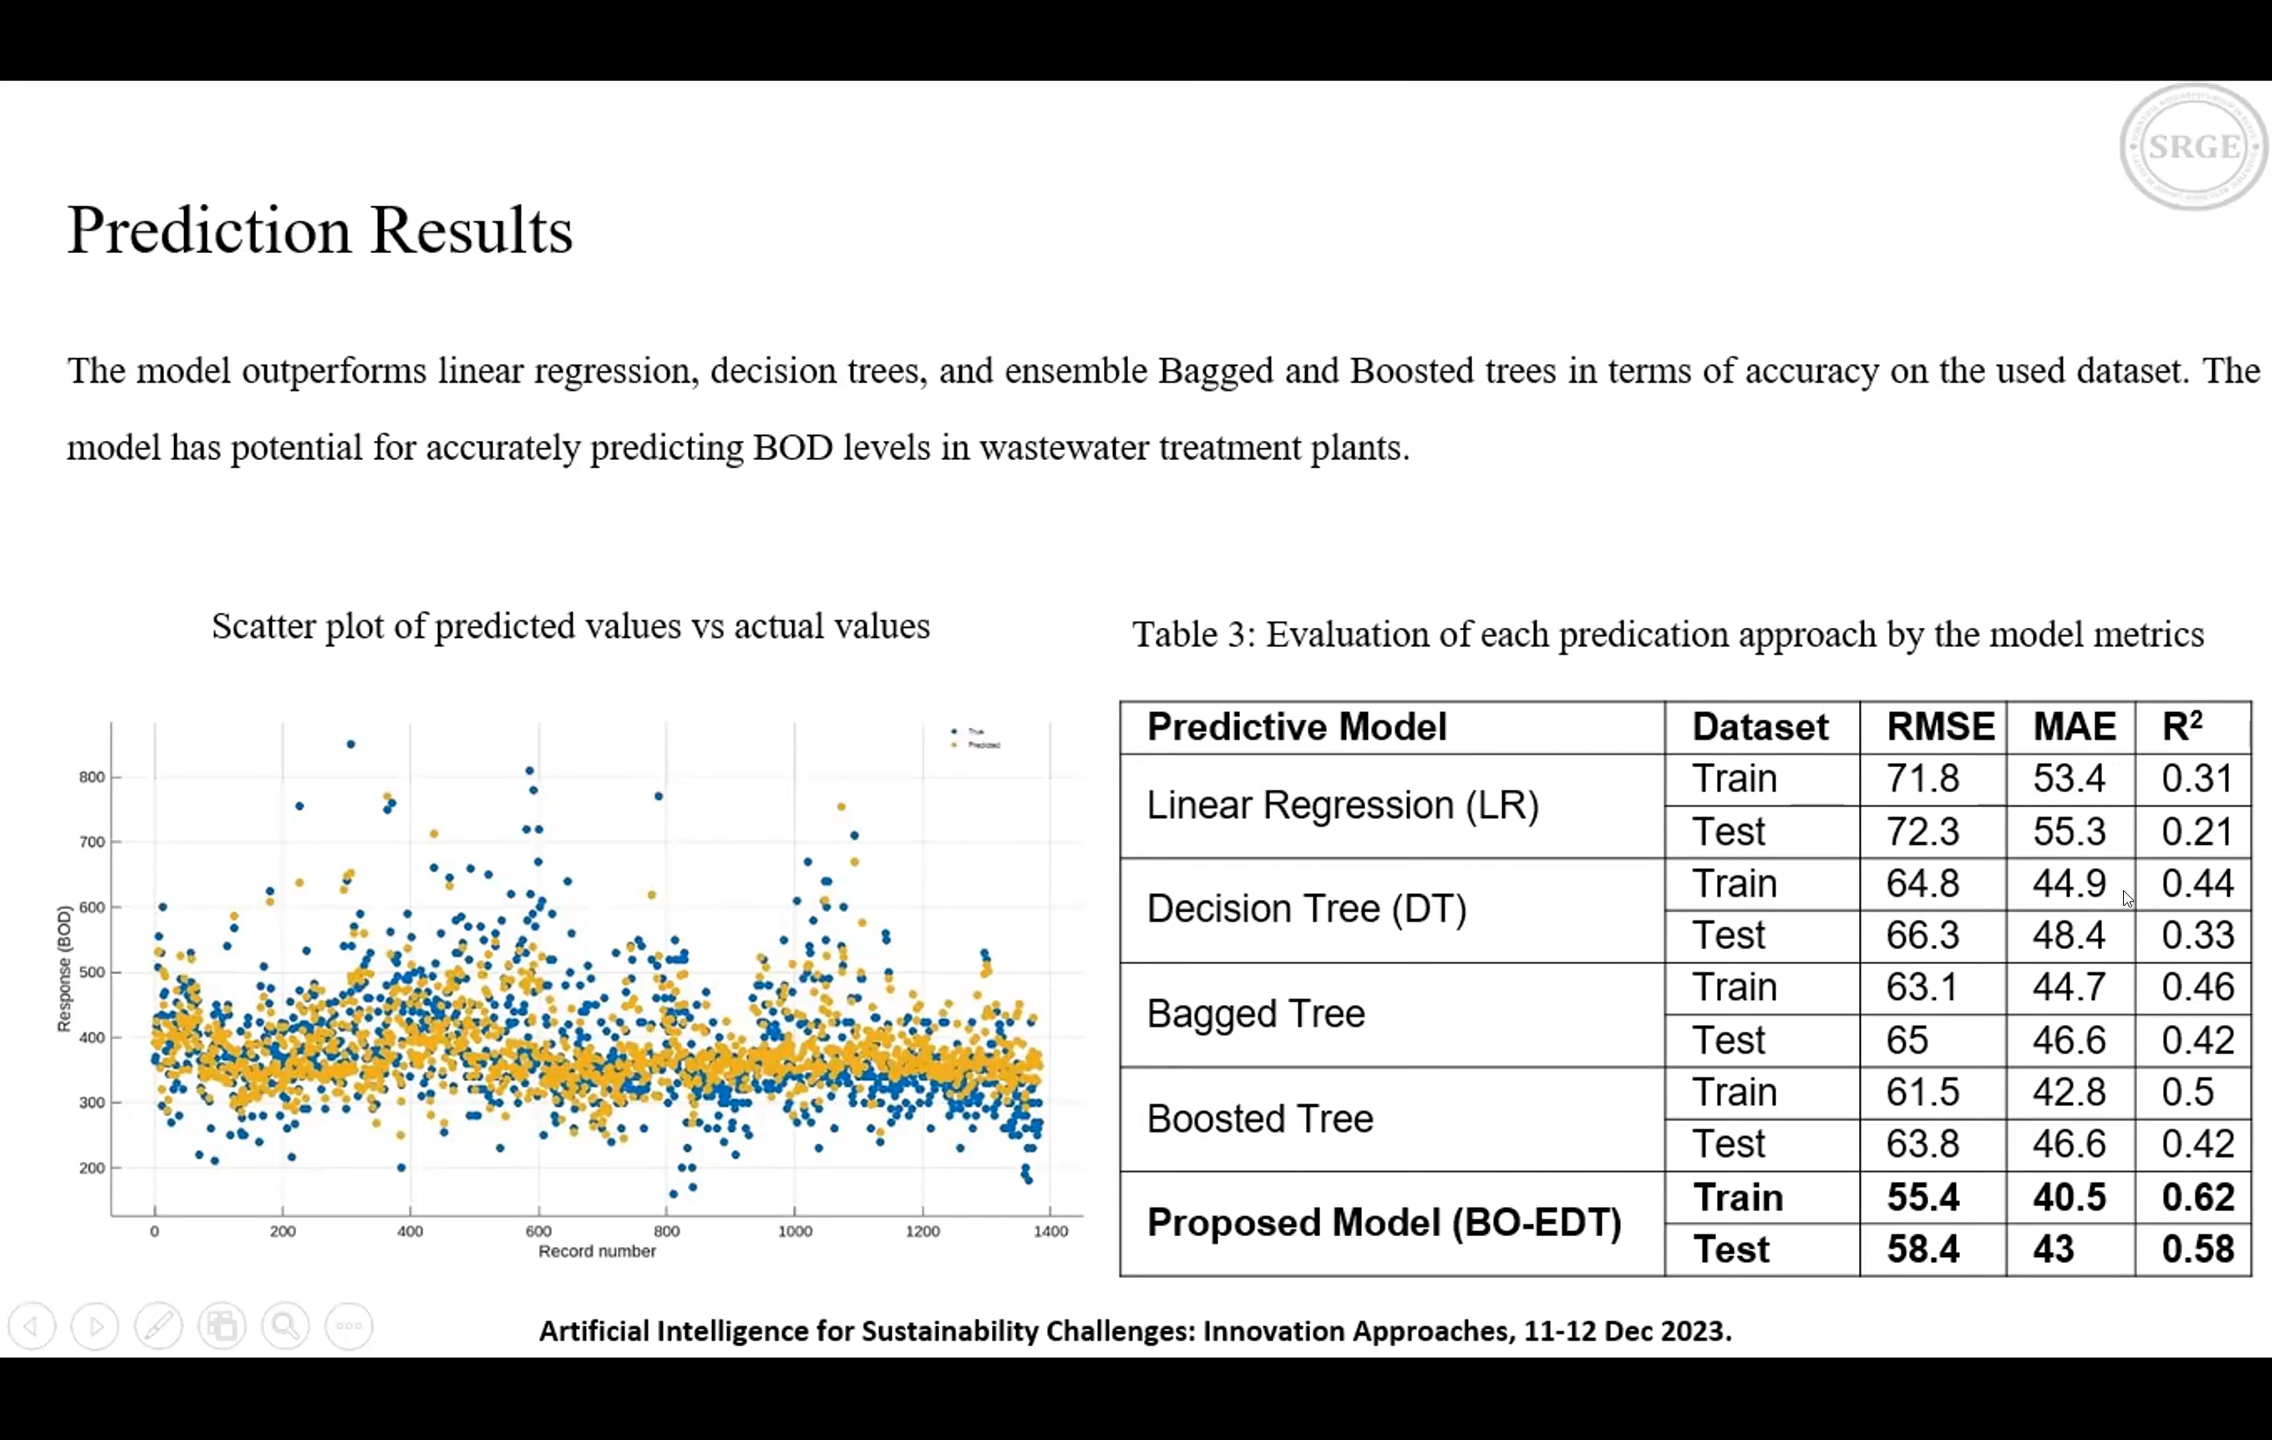 SRGE
Prediction Results
The model outperforms linear regression, decision trees, and ensemble Bagged and Boosted trees in terms of accuracy on the used dataset. The
model has potential for accurately predicting BOD levels in wastewater treatment plants.
Scatter plot of predicted values vs actual values
True
Predicted
800
700
600
500
400
300
200
Response (BOD)
0 200 400 600 800 1000 1200 1400
Record number
Table 3: Evaluation of each predication approach by the model metrics
Predictive Model Dataset RMSE MAE R²
Linear Regression (LR) Train 71.8 53.4 0.31
Test 72.3 55.3 0.21
Decision Tree (DT) Train 64.8 44.9 0.44
Test 66.3 48.4 0.33
Bagged Tree Train 63.1 44.7 0.46
Test 65 46.6 0.42
Boosted Tree Train 61.5 42.8 0.5
Test 63.8 46.6 0.42
Proposed Model (BO-EDT) Train 55.4 40.5 0.62
Test 58.4 43 0.58
Artificial Intelligence for Sustainability Challenges: Innovation Approaches, 11-12 Dec 2023.